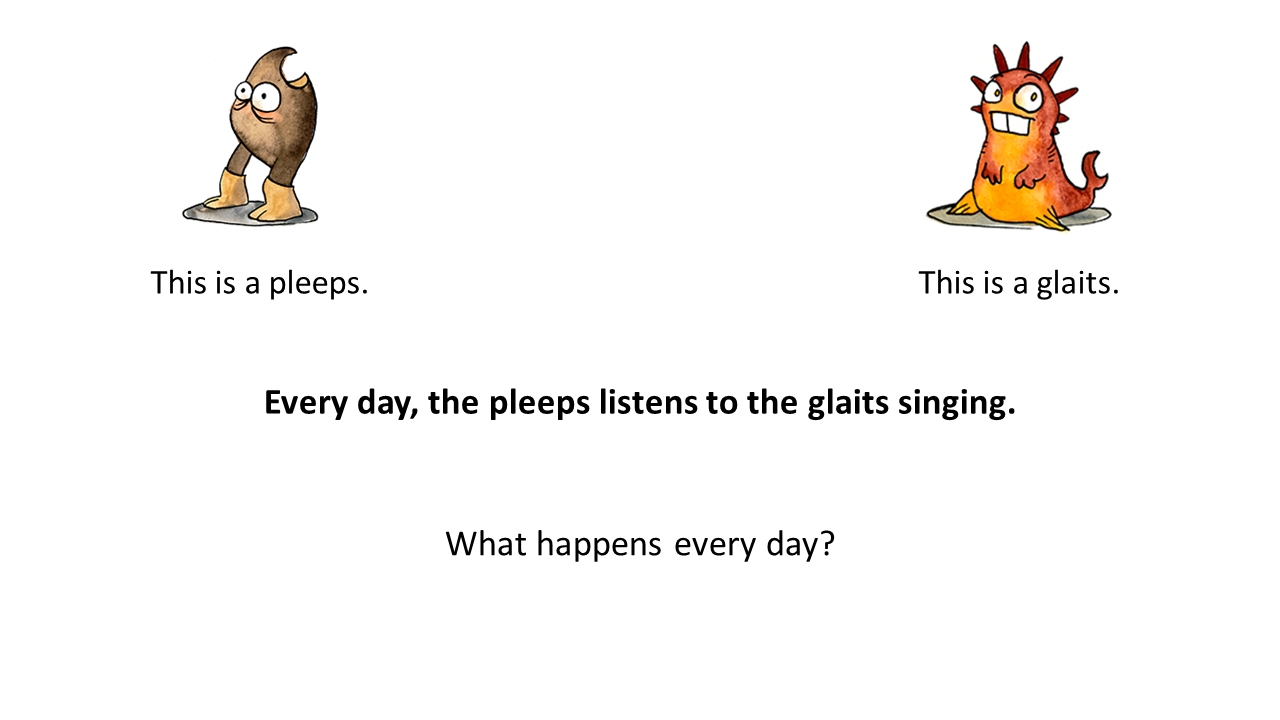 This is a pleeps.
This is a glaits.
Every day, the pleeps listens to the glaits singing.
What happens every day?